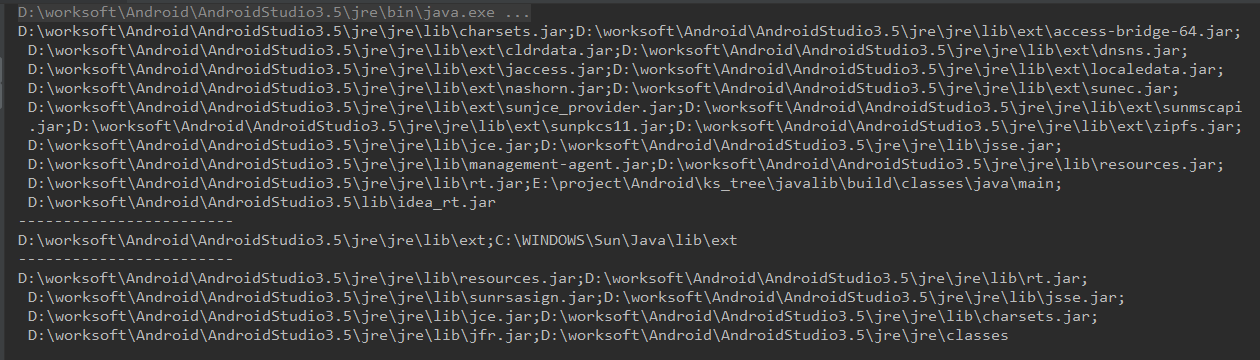 D:\worksoft\Android\AndroidStudio3.5\jre\bin\java.exe ...
D:\worksoft\Android\AndroidStudio3.5\jre\jre\lib\charsets.jar;D:\worksoft\Android\AndroidStudio3.5\jre\jre\lib\ext\access-bridge-64.jar;
D:\worksoft\Android\AndroidStudio3.5\jre\jre\lib\ext\cldrdata.jar;D:\worksoft\Android\AndroidStudio3.5\jre\jre\lib\ext\dnsns.jar;
D:\worksoft\Android\AndroidStudio3.5\jre\jre\lib\ext\jaccess.jar;D:\worksoft\Android\AndroidStudio3.5\jre\jre\lib\ext\localedata.jar;
D:\worksoft\Android\AndroidStudio3.5\jre\jre\lib\ext\nashorn.jar;D:\worksoft\Android\AndroidStudio3.5\jre\jre\lib\ext\sunec.jar;
D:\worksoft\Android\AndroidStudio3.5\jre\jre\lib\ext\sunjce_provider.jar;D:\worksoft\Android\AndroidStudio3.5\jre\jre\lib\ext\sunmscapi
.jar;D:\worksoft\Android\AndroidStudio3.5\jre\jre\lib\ext\sunpkcs11.jar;D:\worksoft\Android\AndroidStudio3.5\jre\jre\lib\ext\zipfs.jar;
D:\worksoft\Android\AndroidStudio3.5\jre\jre\lib\jce.jar;D:\worksoft\Android\AndroidStudio3.5\jre\jre\lib\jsse.jar;
D:\worksoft\Android\AndroidStudio3.5\jre\jre\lib\management-agent.jar;D:\worksoft\Android\AndroidStudio3.5\jre\jre\lib\resources.jar;
D:\worksoft\Android\AndroidStudio3.5\jre\jre\lib\rt.jar;E:\project\Android\ks_tree\javalib\build\classes\java\main;
D:\worksoft\Android\AndroidStudio3.5\lib\idea_rt.jar
------------------------
D:\worksoft\Android\AndroidStudio3.5\jre\jre\lib\ext;C:\WINDOWS\Sun\Java\lib\ext
------------------------
D:\worksoft\Android\AndroidStudio3.5\jre\jre\lib\resources.jar;D:\worksoft\Android\AndroidStudio3.5\jre\jre\lib\rt.jar;
D:\worksoft\Android\AndroidStudio3.5\jre\jre\lib\sunrsasign.jar;D:\worksoft\Android\AndroidStudio3.5\jre\jre\lib\jsse.jar;
D:\worksoft\Android\AndroidStudio3.5\jre\jre\lib\jce.jar;D:\worksoft\Android\AndroidStudio3.5\jre\jre\lib\charsets.jar;
D:\worksoft\Android\AndroidStudio3.5\jre\jre\lib\jfr.jar;D:\worksoft\Android\AndroidStudio3.5\jre\jre\classes